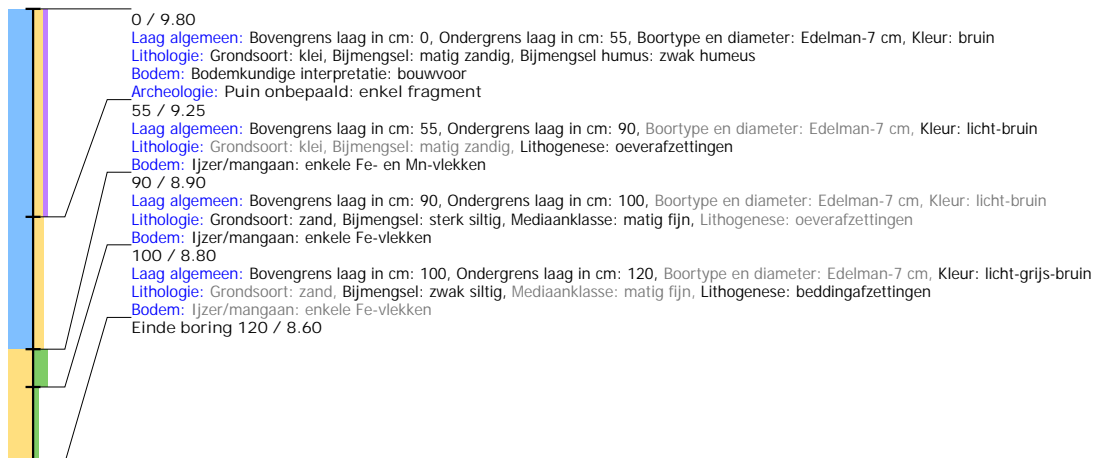 0 / 9.80
Laag algemeen: Bovengrens laag in cm: 0, Ondergrens laag in cm: 55, Boortype en diameter: Edelman-7 cm, Kleur: bruin
Lithologie: Grondsoort: klei, Bijmengsel: matig zandig, Bijmengsel humus: zwak humeus
Bodem: Bodemkundige interpretatie: bouwvoor
Archeologie: Puin onbepaald: enkel fragment
55 / 9.25
Laag algemeen: Bovengrens laag in cm: 55, Ondergrens laag in cm: 90, Boortype en diameter: Edelman-7 cm, Kleur: licht-bruin
Lithologie: Grondsoort: klei, Bijmengsel: matig zandig, Lithogenese: oeverafzettingen
Bodem: Ijzer/mangaan: enkele Fe- en Mn-vlekken
90 / 8.90
Laag algemeen: Bovengrens laag in cm: 90, Ondergrens laag in cm: 100, Boortype en diameter: Edelman-7 cm, Kleur: licht-bruin
Lithologie: Grondsoort: zand, Bijmengsel: sterk siltig, Mediaanklasse: matig fijn, Lithogenese: oeverafzettingen
Bodem: Ijzer/mangaan: enkele Fe-vlekken
100 / 8.80
Laag algemeen: Bovengrens laag in cm: 100, Ondergrens laag in cm: 120, Boortype en diameter: Edelman-7 cm, Kleur: licht-grijs-bruin
Lithologie: Grondsoort: zand, Bijmengsel: zwak siltig, Mediaanklasse: matig fijn, Lithogenese: beddingafzettingen
Bodem: Ijzer/mangaan: enkele Fe-vlekken
Einde boring 120 / 8.60